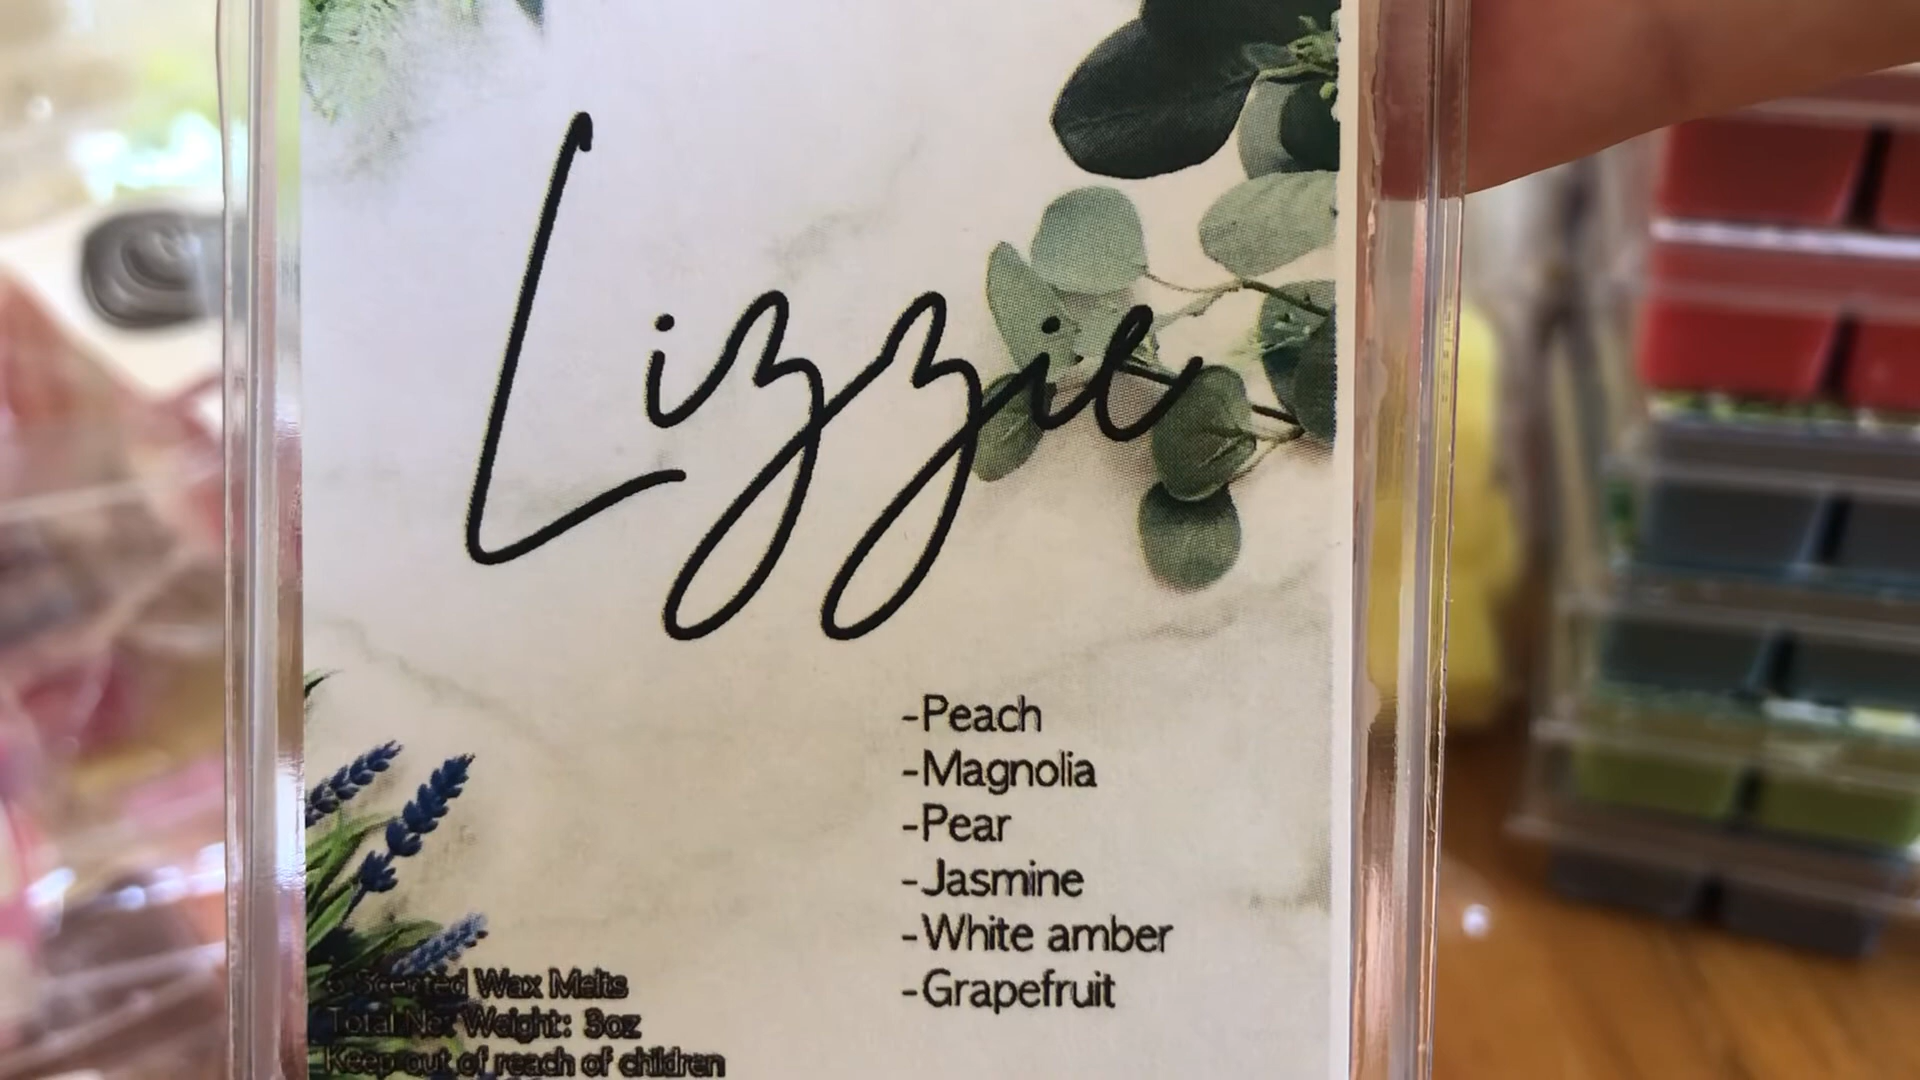 Lizzie
-Peach
-Magnolia
-Pear
-Jasmine
-White amber
-Grapefruit
Scented Wax Melts
Total Net Weight: 3oz
Keep out of reach of children